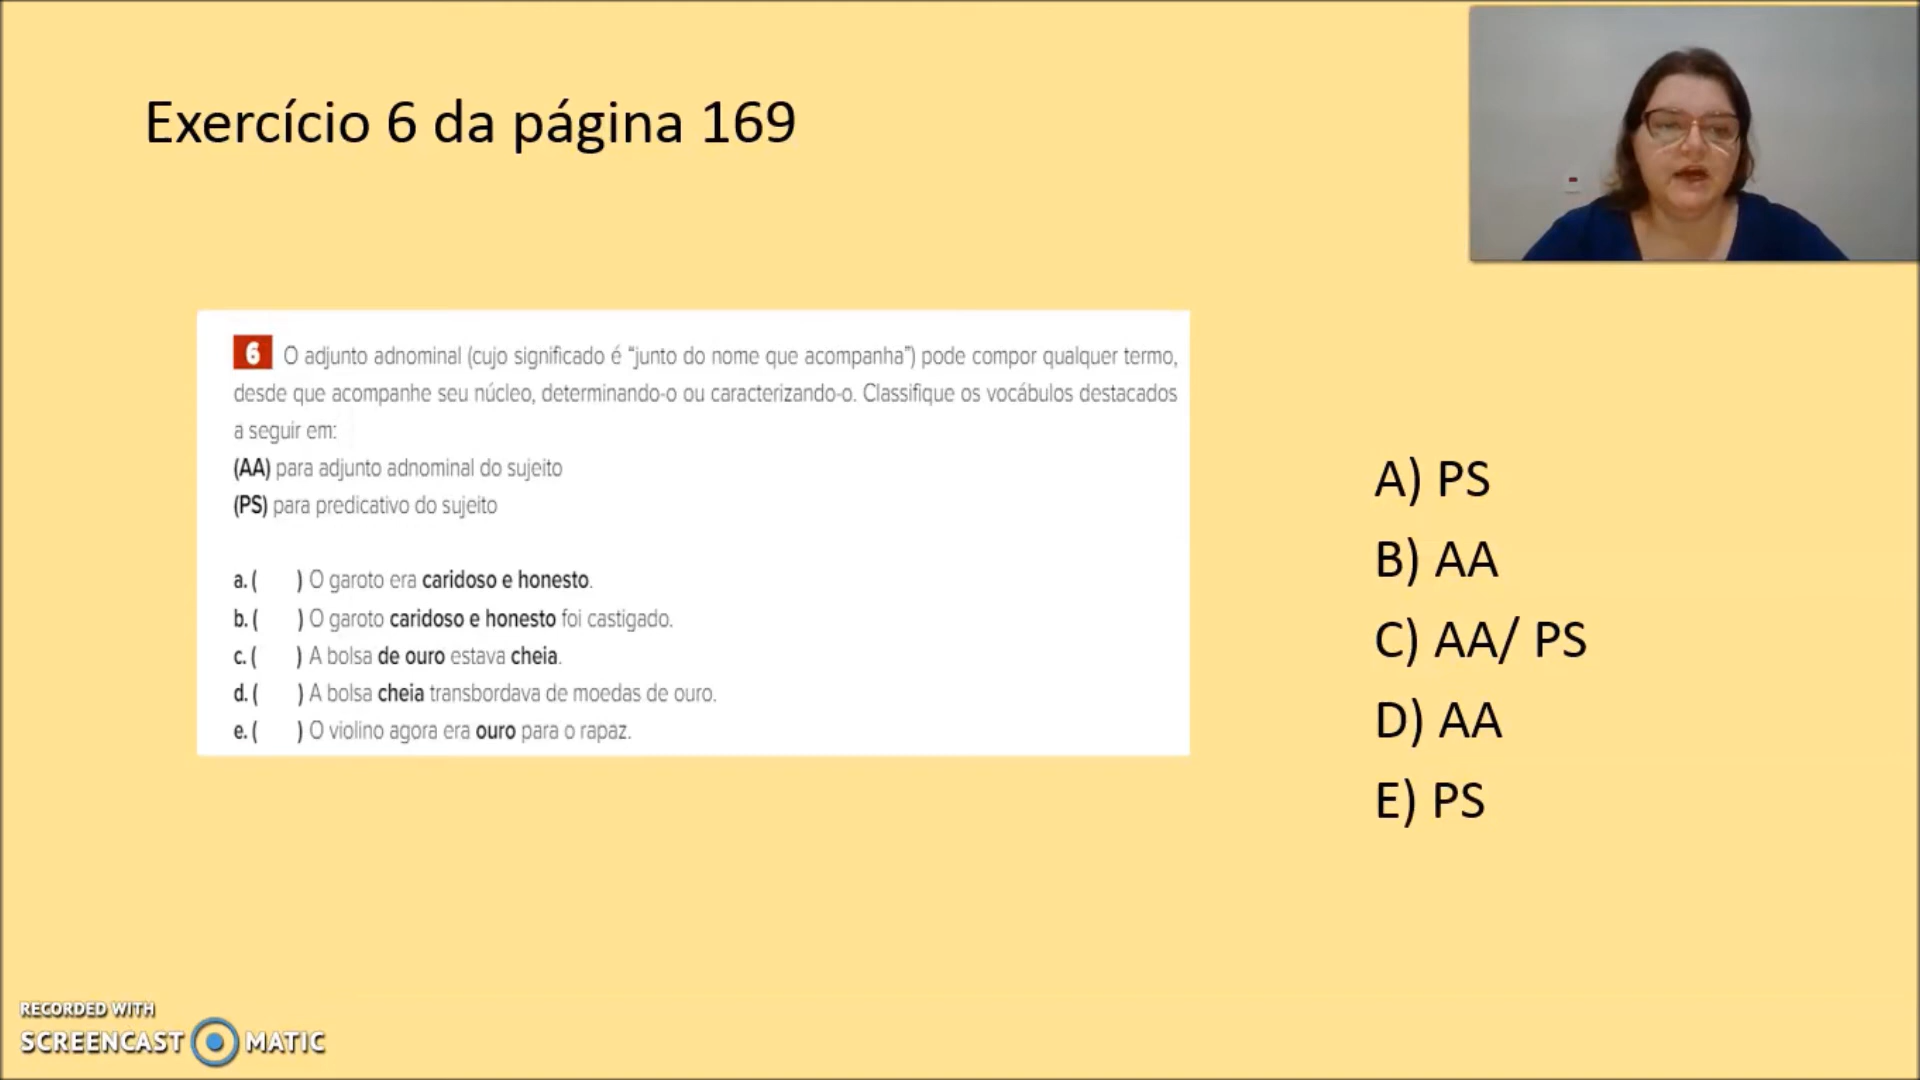 Exercício 6 da página 169
6 O adjunto adnominal (cujo significado é “junto do nome que acompanha”) pode compor qualquer termo,
desde que acompanhe seu núcleo, determinando-o ou caracterizando-o. Classifique os vocábulos destacados
a seguir em:
(AA) para adjunto adnominal do sujeito
(PS) para predicativo do sujeito
a. ( ) O garoto era caridoso e honesto.
b. ( ) O garoto caridoso e honesto foi castigado.
c. ( ) A bolsa de ouro estava cheia.
d. ( ) A bolsa cheia transbordava de moedas de ouro.
e. ( ) O violino agora era ouro para o rapaz.
A) PS
B) AA
C) AA/ PS
D) AA
E) PS
RECORDED WITH
SCREENCAST MATIC